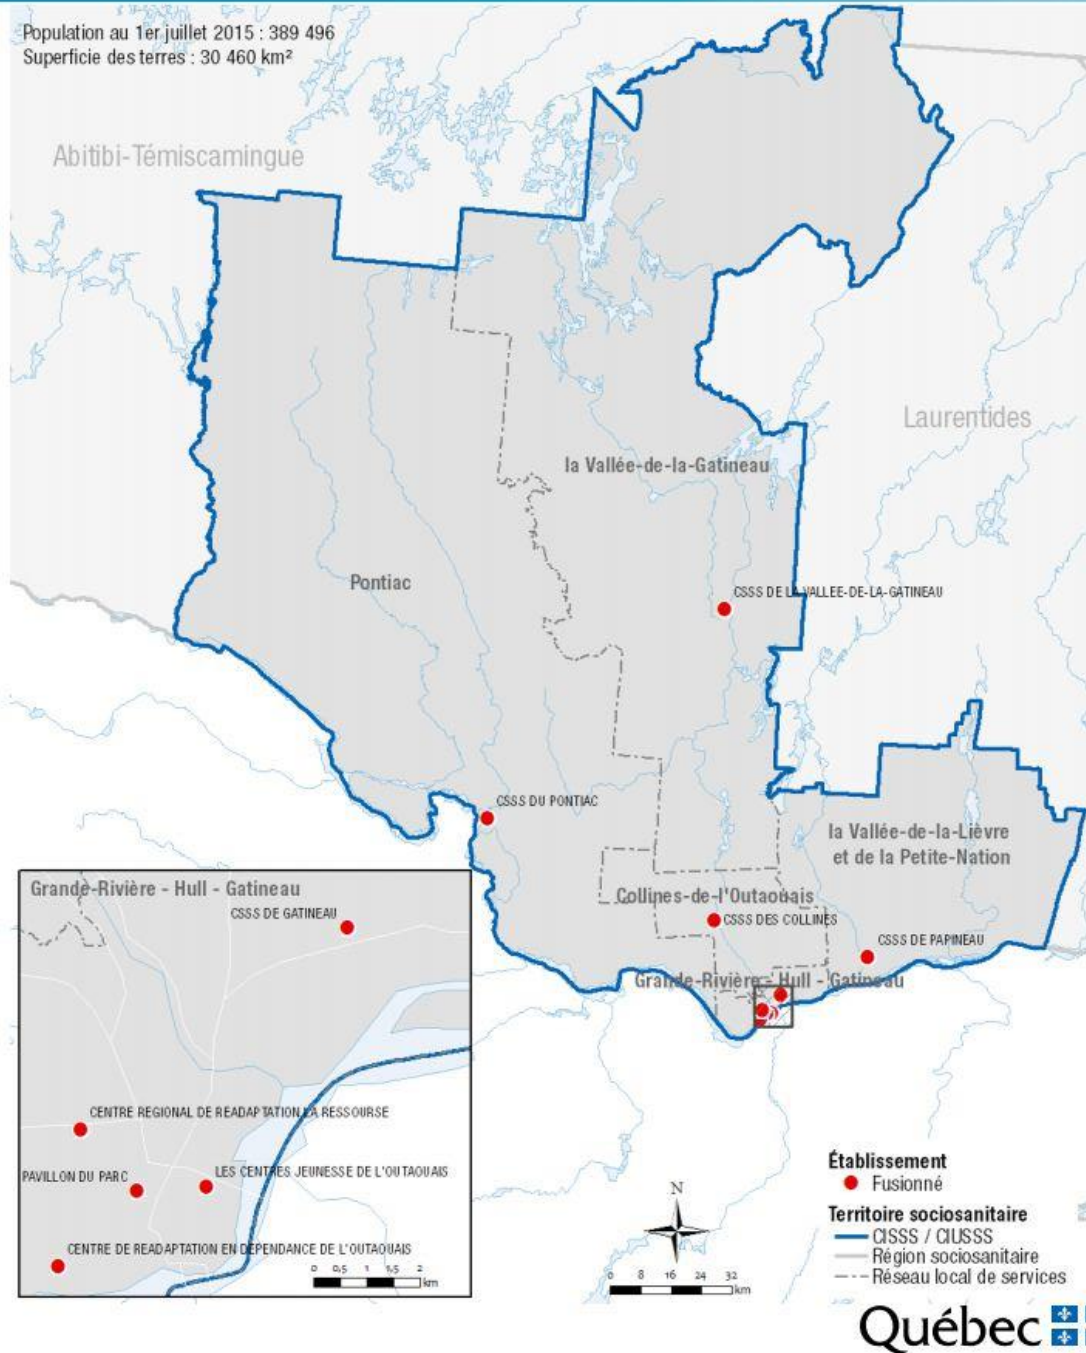 Population au 1er juillet 2015 : 389 496
Superficie des terres : 30 460 km²
Abitibi-Témiscamingue
Laurentides
la Vallée-de-la-Gatineau
Pontiac
CSSS DE LA VALLEE-DE-LA-GATINEAU
CSSS DU PONTIAC
la Vallée-de-la-Lièvre
et de la Petite-Nation
Collines-de-l'Outaouais
CSSS DES COLLINES
CSSS DE PAPINEAU
Grande-Rivière - Hull - Gatineau
Grande-Rivière - Hull - Gatineau
CSSS DE GATINEAU
CENTRE REGIONAL DE READAPTATION LA RESSOURSE
PAVILLON DU PARC
LES CENTRES JEUNESSE DE L'OUTAOUAIS
CENTRE DE READAPTATION EN DEPENDANCE DE L'OUTAOUAIS
0 0,5 1 1,5 2
km
N
0 8 16 24 32
km
Établissement
Fusionné
Territoire sociosanitaire
CISSS / CIUSSS
Région sociosanitaire
Réseau local de services
Québec